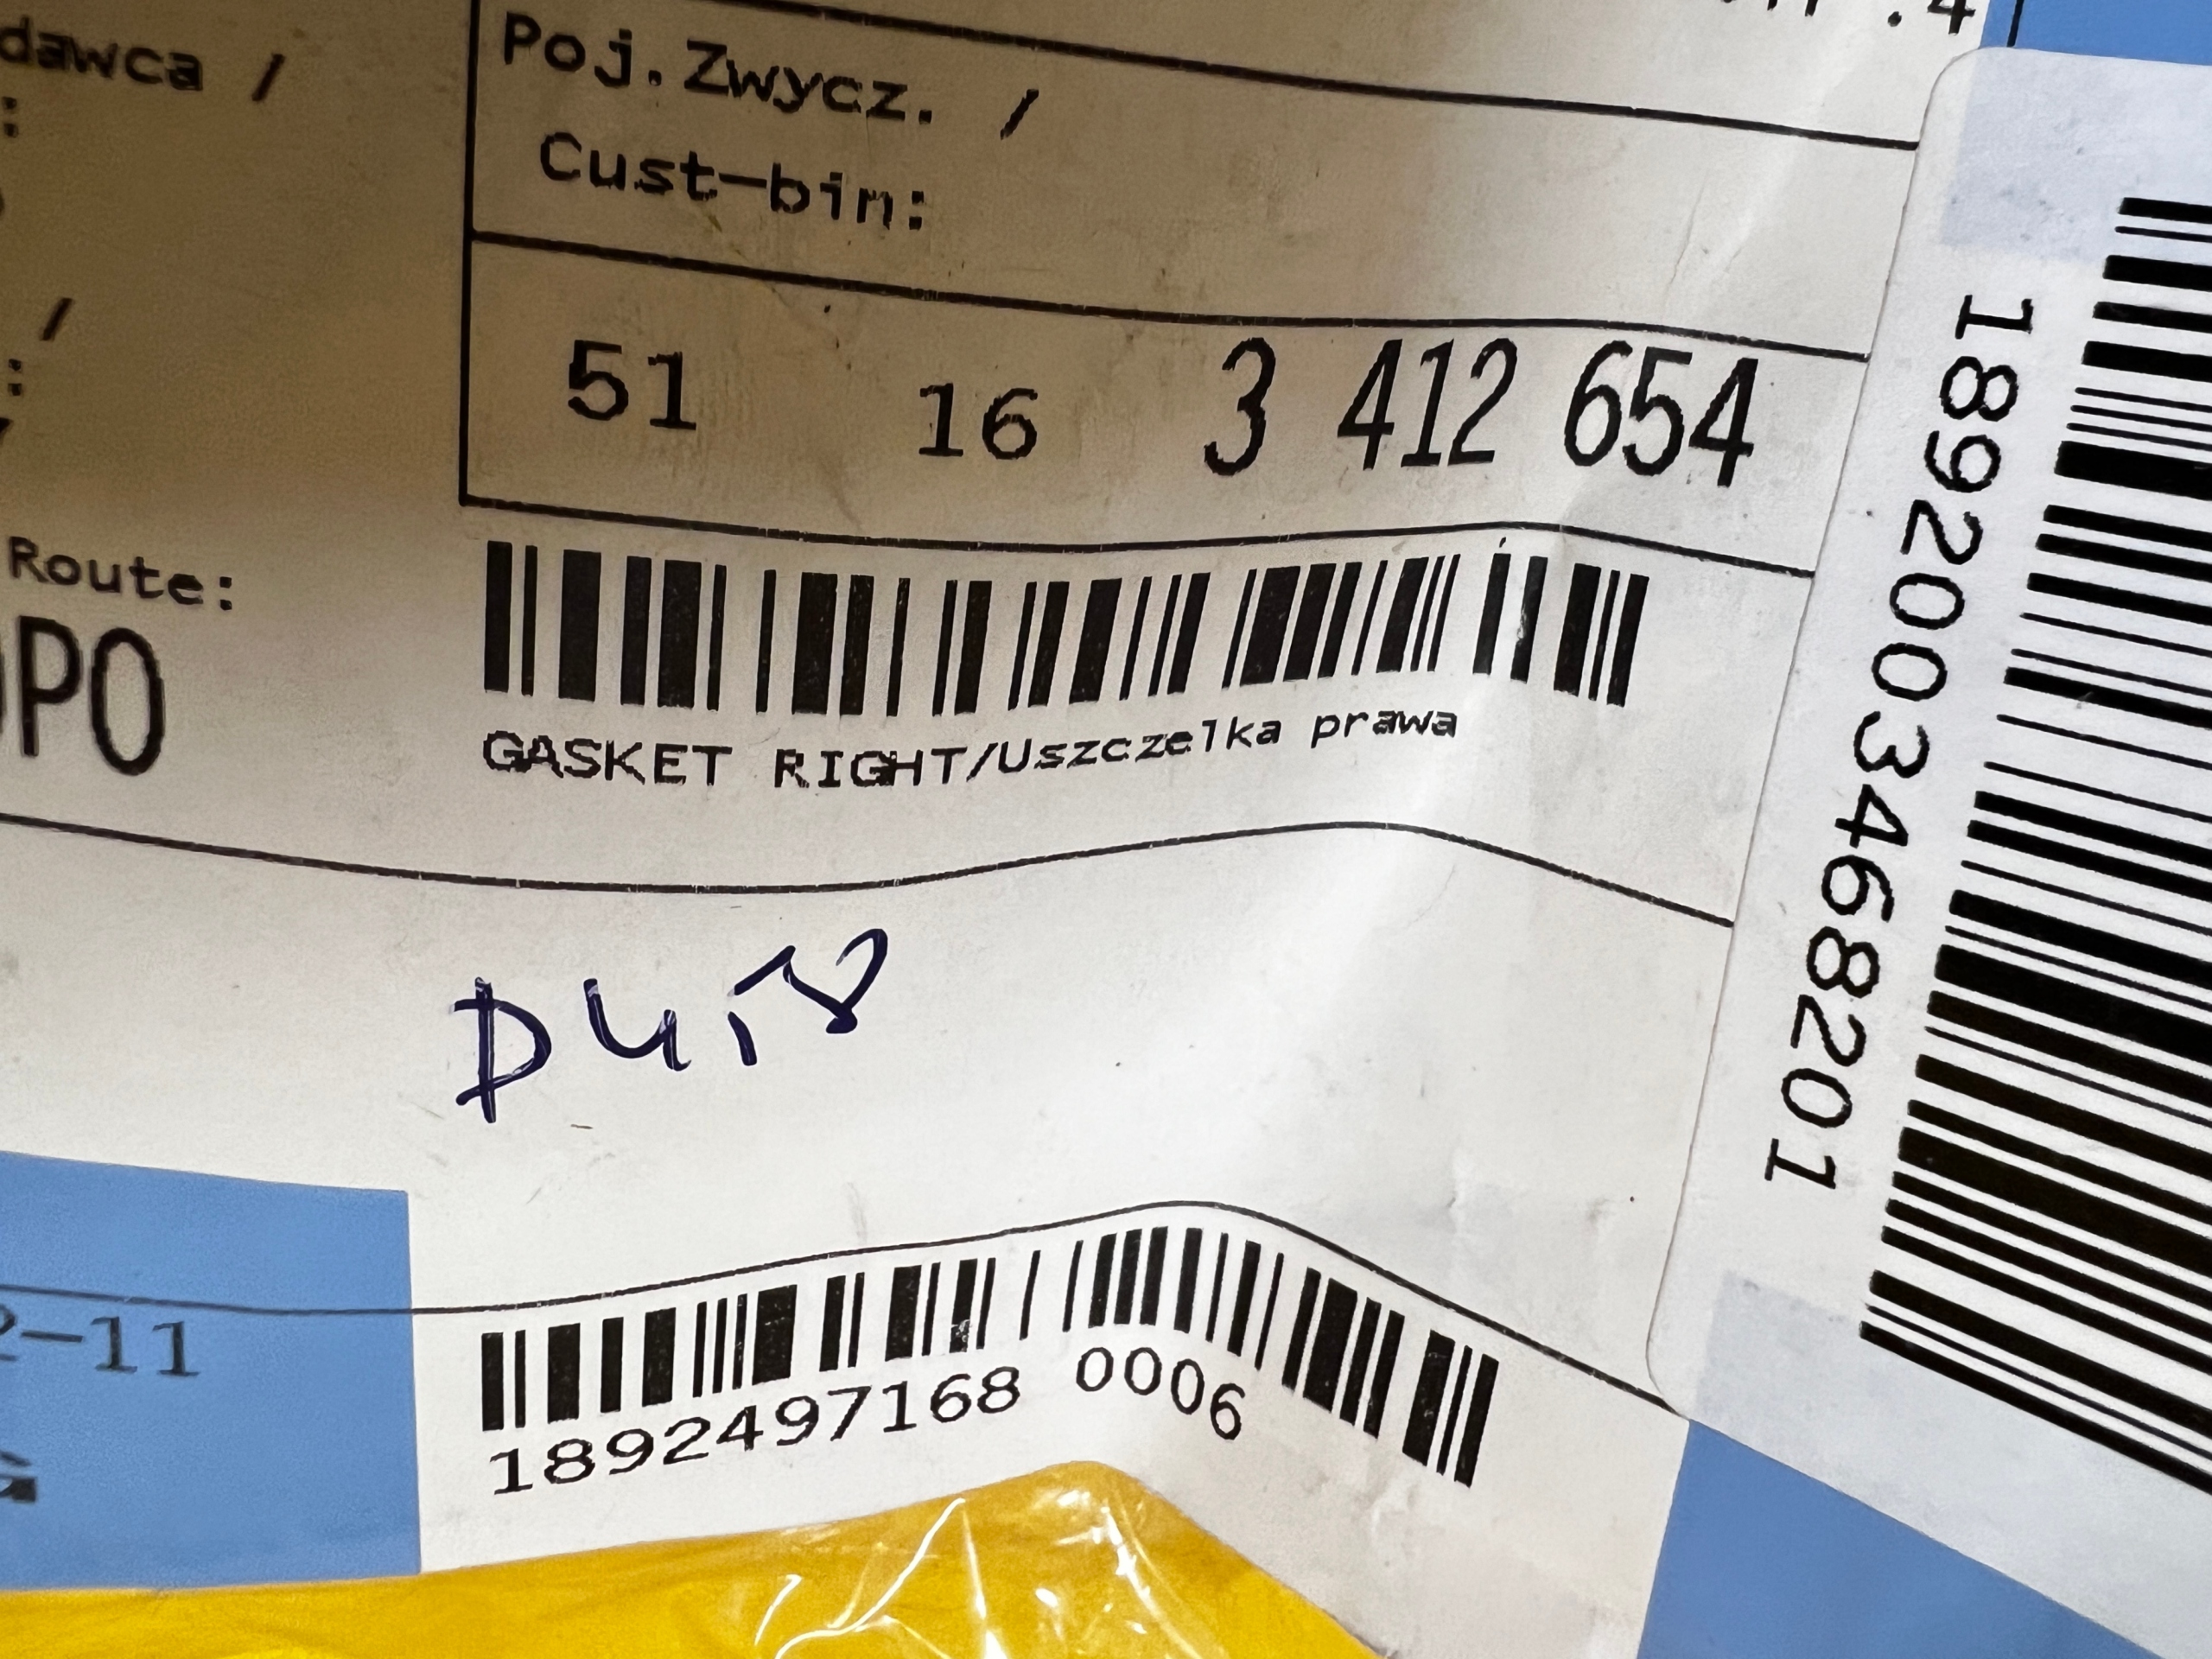 dawca /
:
Poj.Zwycz. /
Cust-bin:
/
:
51 16 3 412 654
Route:
PO
GASKET RIGHT/Uszczelka prawa
2-11
1892497168 0006
1892003468201